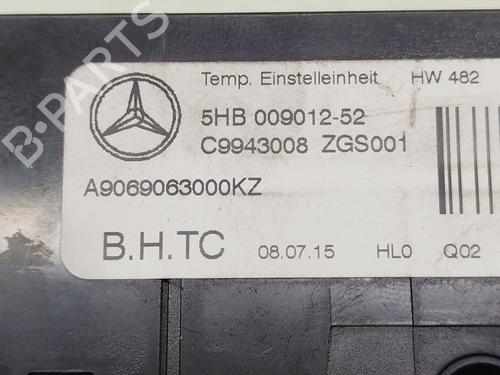 Temp. Einstelleinheit HW 482
5HB 009012-52
C9943008 ZGS001
A9069063000KZ
B.H.TC 08.07.15 HL0 Q02
B-PARTS